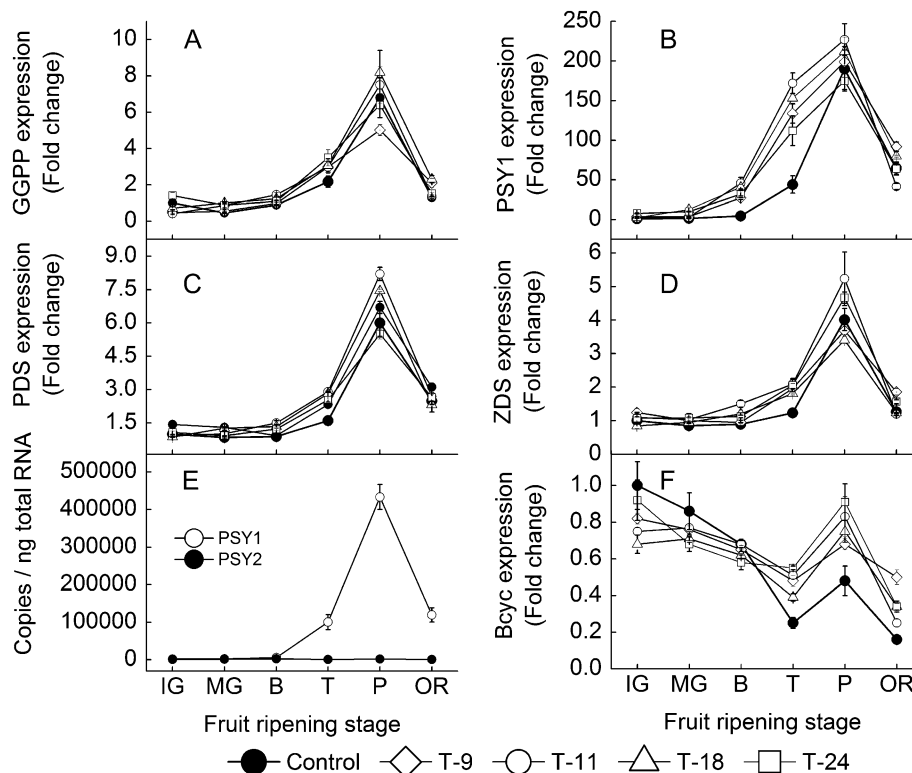 A
GGPP expression
(Fold change)
10
8
6
4
2
0
B
PSY1 expression
(Fold change)
250
200
150
100
50
0
C
PDS expression
(Fold change)
9.0
7.5
6.0
4.5
3.0
1.5
D
ZDS expression
(Fold change)
6
5
4
3
2
1
0
E
Copies / ng total RNA
500000
400000
300000
200000
100000
0
PSY1
PSY2
F
Bcyc expression
(Fold change)
1.0
0.8
0.6
0.4
0.2
0.0
IG MG B T P OR
IG MG B T P OR
Fruit ripening stage
Fruit ripening stage
Control T-9 T-11 T-18 T-24